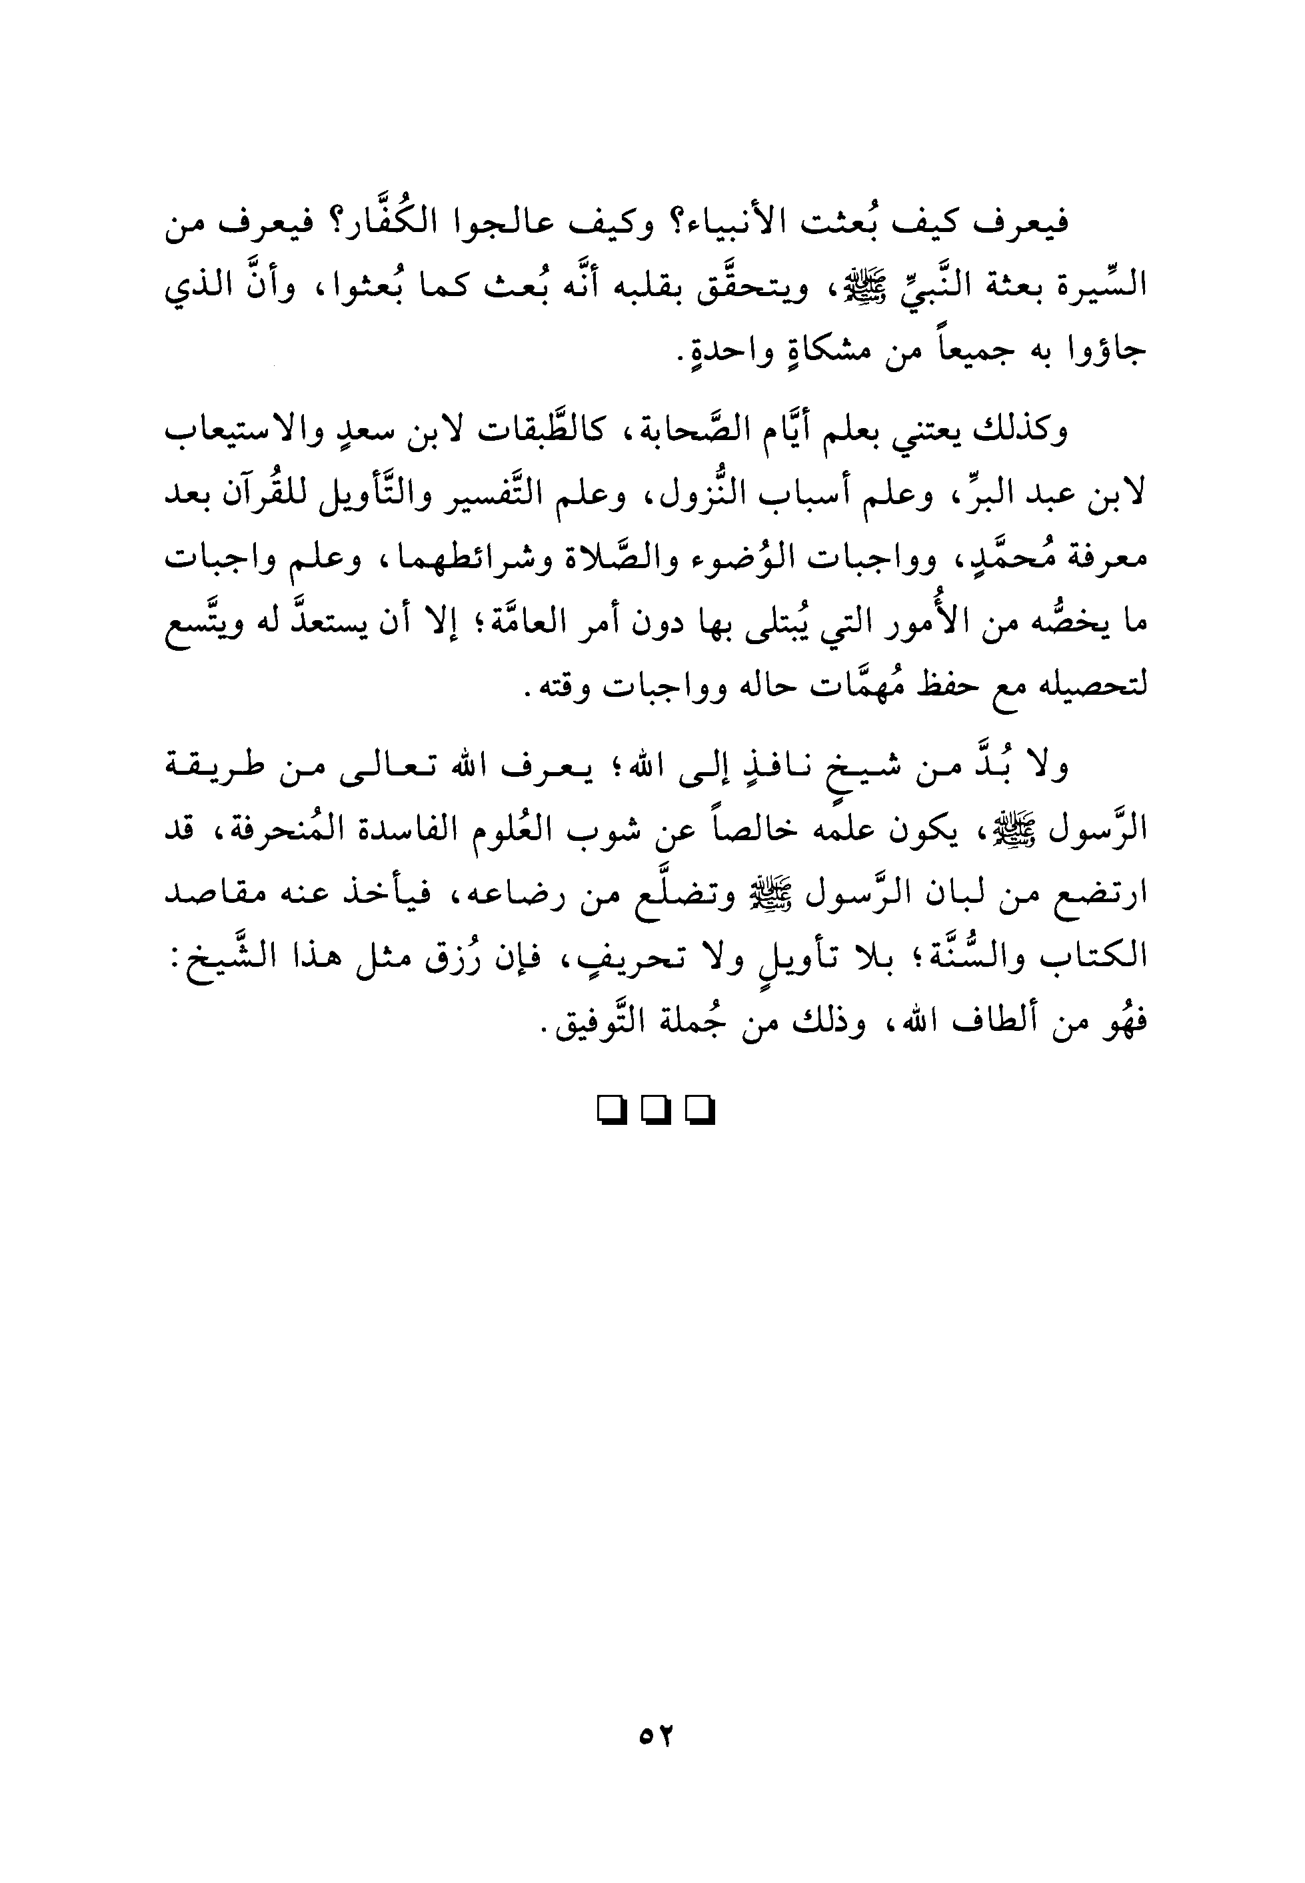 فيعرف كيف بُعثت الأنبياء؟ وكيف عالجوا الكُفَّار؟ فيعرف من
السِّيرة بعثة النَّبيِّ ﷺ، ويتحقَّق بقلبه أنَّه بُعث كما بُعثوا، وأنَّ الذي
جاؤوا به جميعاً من مشكاةٍ واحدةٍ.
وكذلك يعتني بعلم أيَّام الصَّحابة، كالطَّبقات لابن سعدٍ والاستيعاب
لابن عبد البرِّ، وعلم أسباب النُّزول، وعلم التَّفسير والتَّأويل للقُرآن بعد
معرفة مُحمَّدٍ، وواجبات الوُضوء والصَّلاة وشرائطهما، وعلم واجبات
ما يخصُّه من الأُمور التي يُبتلى بها دون أمر العامَّة؛ إلا أن يستعدَّ له ويتَّسع
لتحصيله مع حفظ مُهمَّات حاله وواجبات وقته.
ولا بُدَّ من شيخٍ نافذٍ إلى الله؛ يعرف الله تعالى من طريقة
الرَّسول ﷺ، يكون علمه خالصاً عن شوب العُلوم الفاسدة المُنحرفة، قد
ارتضع من لبان الرَّسول ﷺ وتضلَّع من رضاعه، فيأخذ عنه مقاصد
الكتاب والسُّنَّة؛ بلا تأويلٍ ولا تحريفٍ، فإن رُزق مثل هذا الشَّيخ:
فهُو من ألطاف الله، وذلك من جُملة التَّوفيق.
٥٢